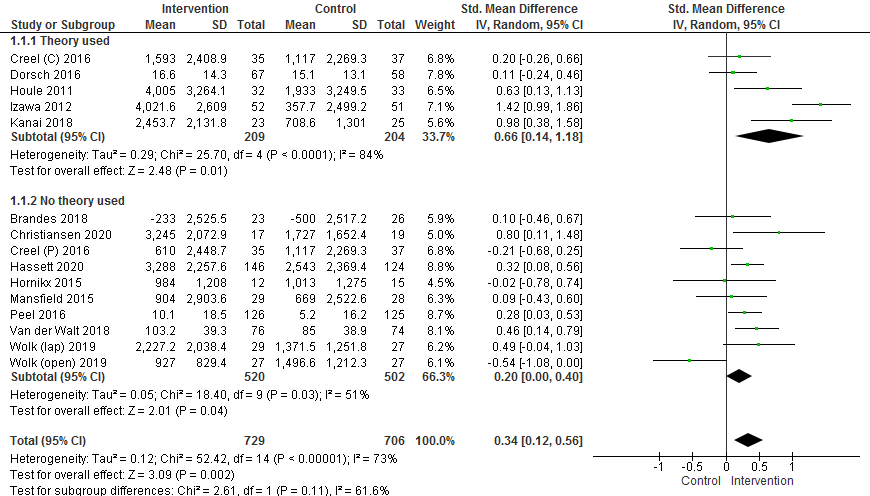 Intervention Control Std. Mean Difference Std. Mean Difference
Study or Subgroup Mean SD Total Mean SD Total Weight IV, Random, 95% CI IV, Random, 95% CI
1.1.1 Theory used
Creel (C) 2016 1,593 2,408.9 35 1,117 2,269.3 37 6.8% 0.20 [-0.26, 0.66]
Dorsch 2016 16.6 14.3 67 15.1 13.1 58 8.2% 0.11 [-0.24, 0.46]
Houle 2011 4,005 3,264.1 32 1,933 3,249.5 33 6.5% 0.63 [0.13, 1.13]
Izawa 2012 4,021.6 2,609 52 357.7 2,499.2 51 7.1% 1.42 [0.99, 1.86]
Kanai 2018 2,453.7 2,131.8 23 708.6 1,301 25 5.6% 0.98 [0.38, 1.58]
Subtotal (95% CI) 209 204 33.7% 0.66 [0.14, 1.18]
Heterogeneity: Tau² = 0.29; Chi² = 25.70, df = 4 (P < 0.0001); I² = 84%
Test for overall effect: Z = 2.48 (P = 0.01)
1.1.2 No theory used
Brandes 2018 -233 2,525.5 23 -500 2,517.2 26 5.9% 0.10 [-0.46, 0.67]
Christiansen 2020 3,245 2,072.9 17 1,727 1,652.4 19 5.0% 0.80 [0.11, 1.48]
Creel (P) 2016 610 2,448.7 35 1,117 2,269.3 37 6.8% -0.21 [-0.68, 0.25]
Hassett 2020 3,288 2,257.6 146 2,543 2,369.4 124 9.1% 0.32 [0.08, 0.56]
Hornikx 2015 984 1,208 12 1,013 1,275 15 4.5% -0.02 [-0.78, 0.74]
Mansfield 2015 904 2,903.6 29 669 2,522.6 28 6.3% 0.09 [-0.43, 0.60]
Peel 2016 10.1 18.5 126 5.2 16.2 125 9.0% 0.28 [0.03, 0.53]
Van der Walt 2018 103.2 39.3 76 85 38.9 74 8.4% 0.46 [0.14, 0.79]
Wolk (lap) 2019 2,227.2 2,038.4 29 1,371.5 1,251.8 27 6.2% 0.49 [-0.04, 1.03]
Wolk (open) 2019 927 829.4 27 1,496.6 1,212.3 27 6.1% -0.54 [-1.08, 0.00]
Subtotal (95% CI) 520 502 66.3% 0.20 [0.00, 0.40]
Heterogeneity: Tau² = 0.05; Chi² = 18.40, df = 9 (P = 0.03); I² = 51%
Test for overall effect: Z = 2.01 (P = 0.04)
Total (95% CI) 729 706 100.0% 0.34 [0.12, 0.56]
Heterogeneity: Tau² = 0.12; Chi² = 52.42, df = 14 (P < 0.00001); I² = 73%
Test for overall effect: Z = 3.09 (P = 0.002)
Test for subgroup differences: Chi² = 2.61, df = 1 (P = 0.11), I² = 61.6%
-1 -0.5 0 0.5 1
Control Intervention